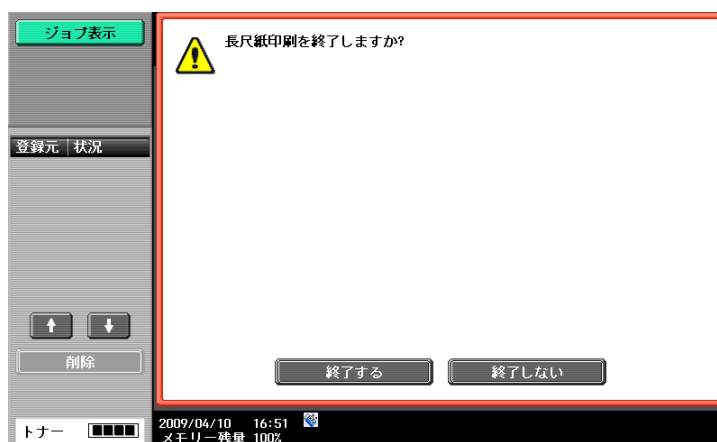 ジョブ表示
長尺紙印刷を終了しますか?
登録元 状況
削除
終了する
終了しない
トナー
2009/04/10 16:51
メモリー残量 100%